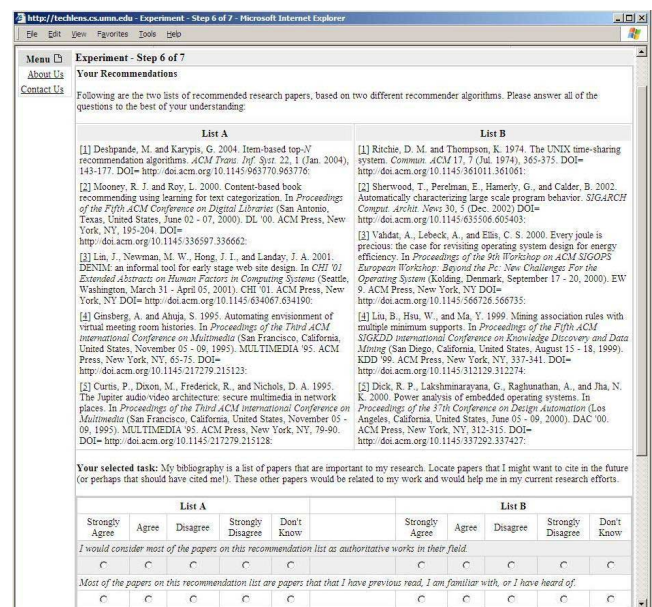 http://techlens.cs.umn.edu - Experiment - Step 6 of 7 - Microsoft Internet Explorer
File Edit View Favorites Tools Help
Menu
About Us
Contact Us
Experiment - Step 6 of 7
Your Recommendations
Following are the two lists of recommended research papers, based on two different recommender algorithms. Please answer all of the
questions to the best of your understanding:
List A
[1] Deshpande, M. and Karypis, G. 2004. Item-based top-N
recommendation algorithms. ACM Trans. Inf. Syst. 22, 1 (Jan. 2004),
143-177. DOI= http://doi.acm.org/10.1145/963770.963776:
[2] Mooney, R. J. and Roy, L. 2000. Content-based book
recommending using learning for text categorization. In Proceedings
of the Fifth ACM Conference on Digital Libraries (San Antonio,
Texas, United States, June 02 - 07, 2000). DL '00. ACM Press, New
York, NY, 195-204. DOI=
http://doi.acm.org/10.1145/336597.336662:
[3] Lin, J., Newman, M. W., Hong, J. I., and Landay, J. A. 2001.
DENIM: an informal tool for early stage web site design. In CHI '01
Extended Abstracts on Human Factors in Computing Systems (Seattle,
Washington, March 31 - April 05, 2001). CHI '01. ACM Press, New
York, NY DOI= http://doi.acm.org/10.1145/634067.634190:
[4] Ginsberg, A. and Ahuja, S. 1995. Automating envisionment of
virtual meeting room histories. In Proceedings of the Third ACM
international Conference on Multimedia (San Francisco, California,
United States, November 05 - 09, 1995). MULTIMEDIA '95. ACM
Press, New York, NY, 65-75. DOI=
http://doi.acm.org/10.1145/217279.215123:
[5] Curtis, P., Dixon, M., Frederick, R., and Nichols, D. A. 1995.
The Jupiter audio/video architecture: secure multimedia in network
places. In Proceedings of the Third ACM international Conference on
Multimedia (San Francisco, California, United States, November 05 -
09, 1995). MULTIMEDIA '95. ACM Press, New York, NY, 79-90.
DOI= http://doi.acm.org/10.1145/217279.215128:
List B
[1] Ritchie, D. M. and Thompson, K. 1974. The UNIX time-sharing
system. Commun. ACM 17, 7 (Jul. 1974), 365-375. DOI=
http://doi.acm.org/10.1145/361011.361061:
[2] Sherwood, T., Perelman, E., Hamerly, G., and Calder, B. 2002.
Automatically characterizing large scale program behavior. SIGARCH
Comput. Archit. News 30, 5 (Dec. 2002) DOI=
http://doi.acm.org/10.1145/635506.605403:
[3] Vahdat, A., Lebeck, A., and Ellis, C. S. 2000. Every joule is
precious: the case for revisiting operating system design for energy
efficiency. In Proceedings of the 9th Workshop on ACM SIGOPS
European Workshop: Beyond the Pc: New Challenges For the
Operating System (Kolding, Denmark, September 17 - 20, 2000). EW
9. ACM Press, New York, NY DOI=
http://doi.acm.org/10.1145/566726.566735:
[4] Liu, B., Hsu, W., and Ma, Y. 1999. Mining association rules with
multiple minimum supports. In Proceedings of the Fifth ACM
SIGKDD international Conference on Knowledge Discovery and Data
Mining (San Diego, California, United States, August 15 - 18, 1999).
KDD '99. ACM Press, New York, NY, 337-341. DOI=
http://doi.acm.org/10.1145/312129.312274:
[5] Dick, R. P., Lakshminarayana, G., Raghunathan, A., and Jha, N.
K. 2000. Power analysis of embedded operating systems. In
Proceedings of the 37th Conference on Design Automation (Los
Angeles, California, United States, June 05 - 09, 2000). DAC '00.
ACM Press, New York, NY, 312-315. DOI=
http://doi.acm.org/10.1145/337292.337427:
Your selected task: My bibliography is a list of papers that are important to my research. Locate papers that I might want to cite in the future
(or perhaps that should have cited me!). These other papers would be related to my work and would help me in my current research efforts.
List A List B
Strongly Agree Agree Disagree Strongly Disagree Don't Know Strongly Agree Agree Disagree Strongly Disagree Don't Know
I would consider most of the papers on this recommendation list as authoritative works in their field.
Most of the papers on this recommendation list are papers that that I have previous read, I am familiar with, or I have heard of.